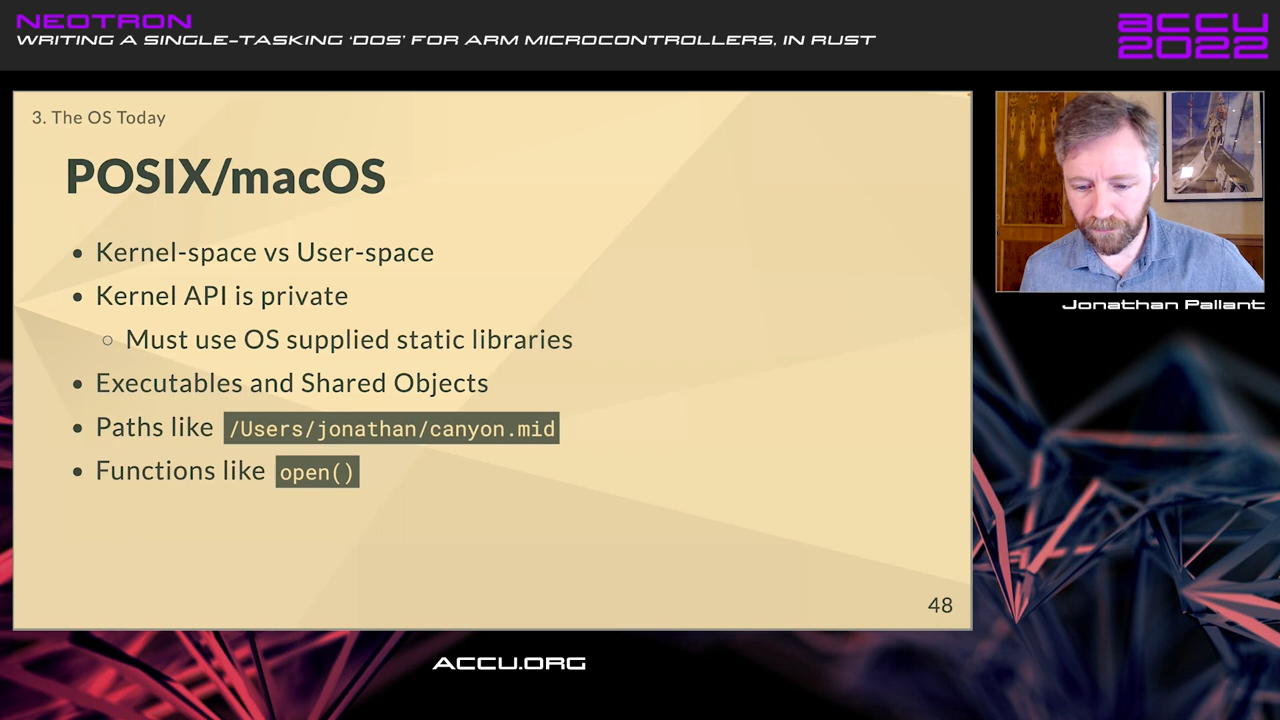 NEOTRON
WRITING A SINGLE-TASKING 'DOS' FOR ARM MICROCONTROLLERS, IN RUST
ACCU
2022
3. The OS Today
POSIX/macOS
• Kernel-space vs User-space
• Kernel API is private
○ Must use OS supplied static libraries
• Executables and Shared Objects
• Paths like /Users/jonathan/canyon.mid
• Functions like open()
48
Jonathan Pallant
ACCU.ORG